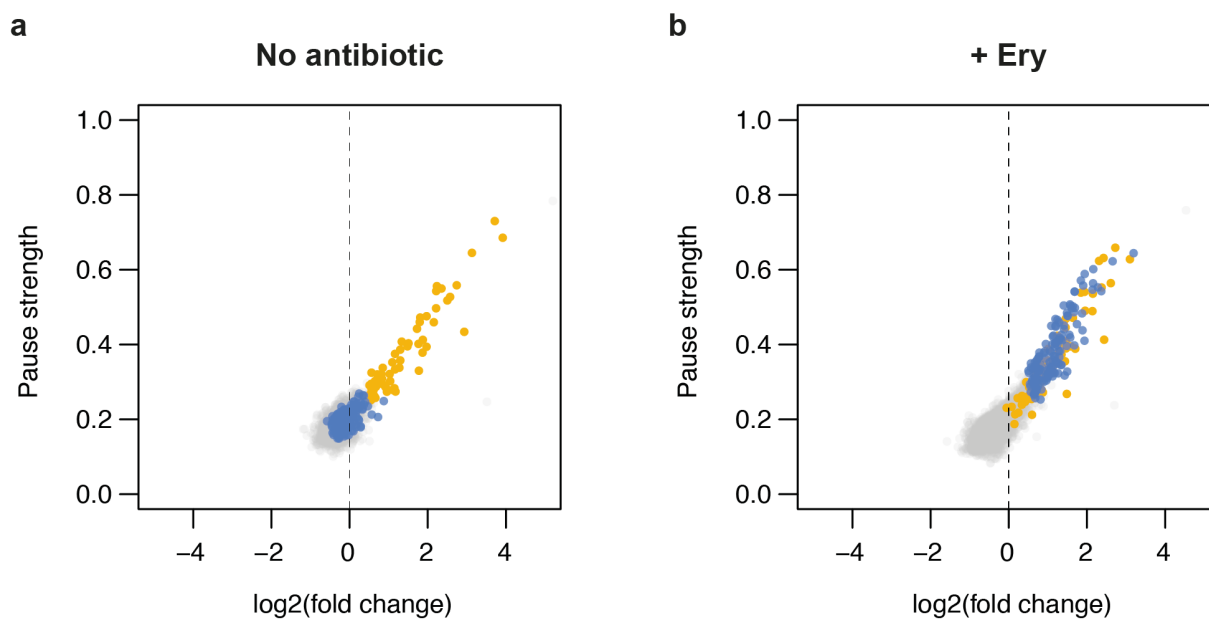 a
No antibiotic
1.0
0.8
0.6
0.4
0.2
0.0
Pause strength
−4
−2
0
2
4
log2(fold change)
b
+ Ery
1.0
0.8
0.6
0.4
0.2
0.0
Pause strength
−4
−2
0
2
4
log2(fold change)